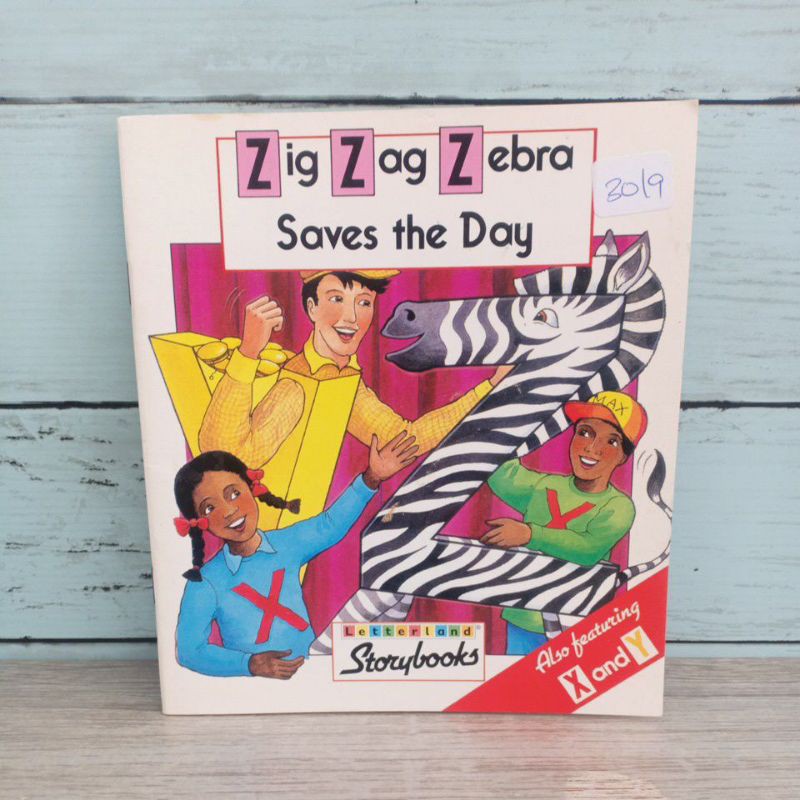 Zig Zag Zebra
3019
Saves the Day
MAX
X
X
Letterland®
Storybooks
Also featuring
X and Y